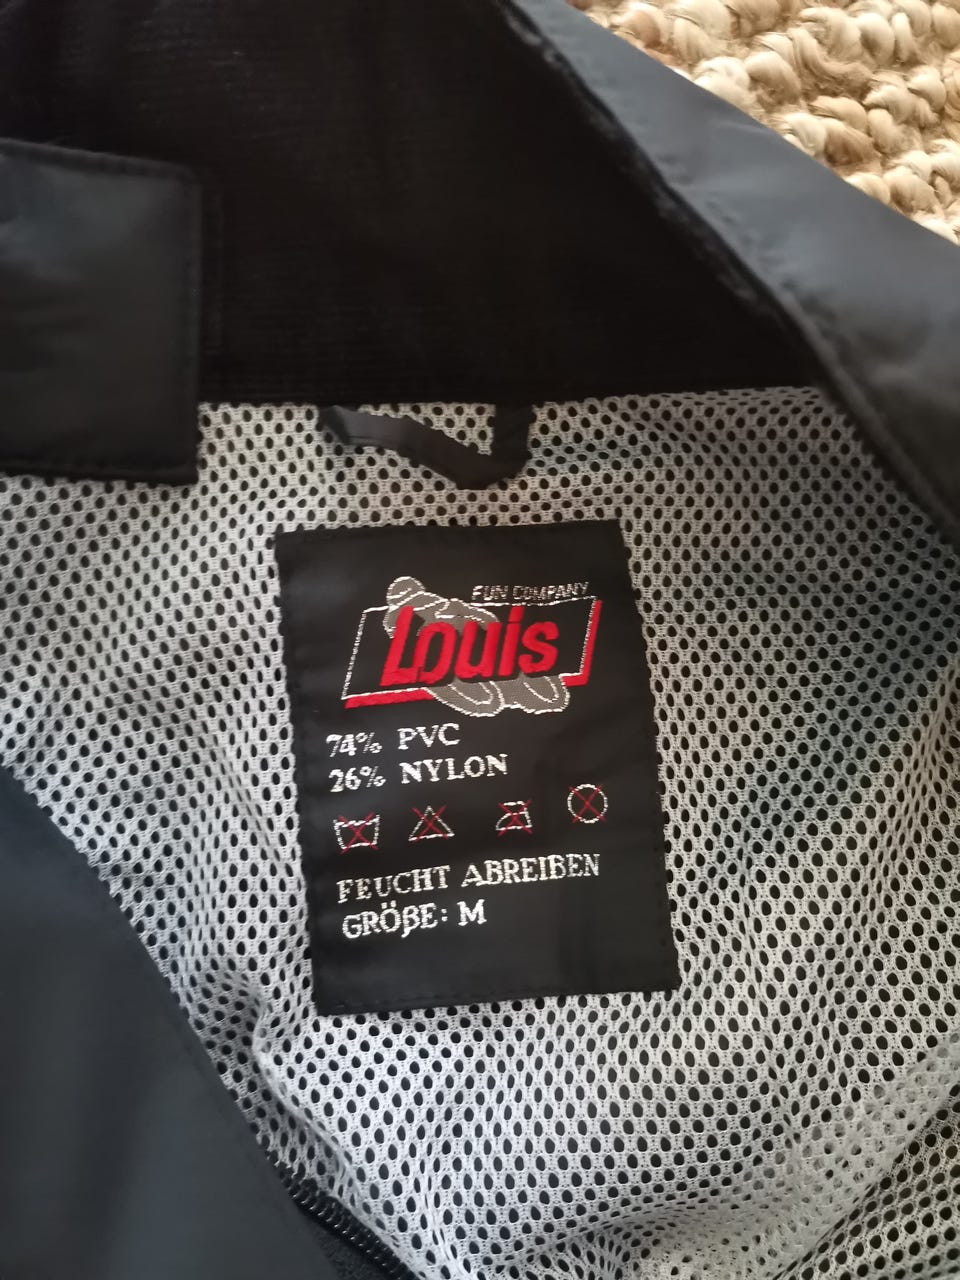 FUN COMPANY
Louis
74% PVC
26% NYLON
FEUCHT ABREIBEN
GRÖßE: M